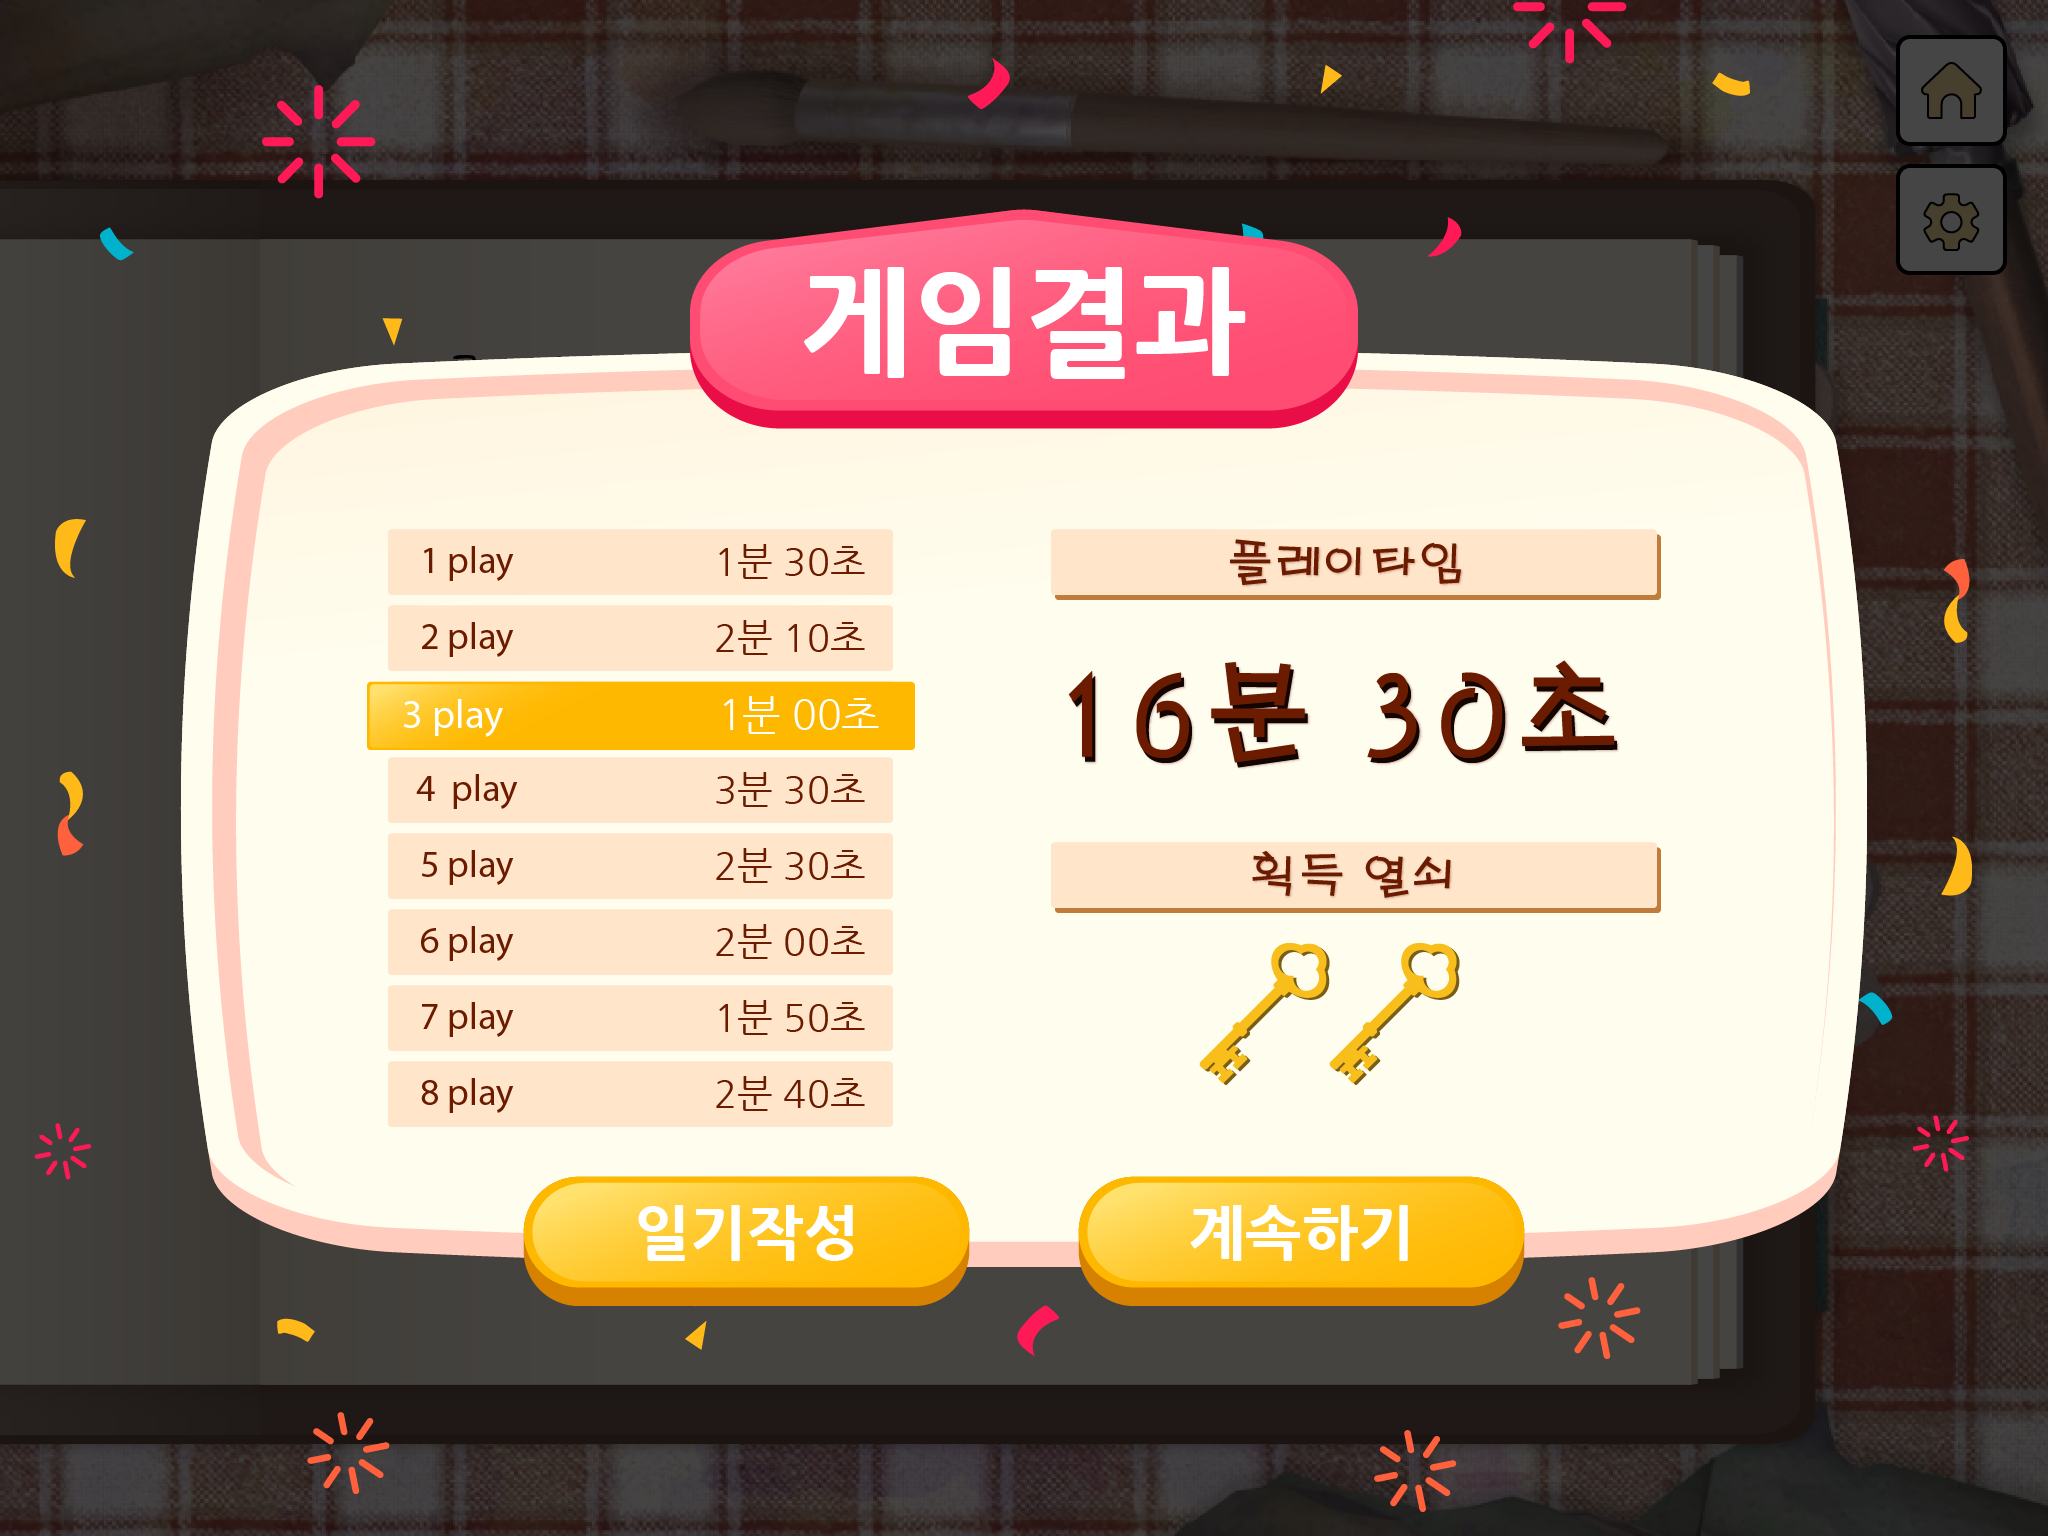 게임결과
1 play 1분 30초
2 play 2분 10초
3 play 1분 00초
4 play 3분 30초
5 play 2분 30초
6 play 2분 00초
7 play 1분 50초
8 play 2분 40초
플레이타임
16분 30초
획득 열쇠
일기작성
계속하기